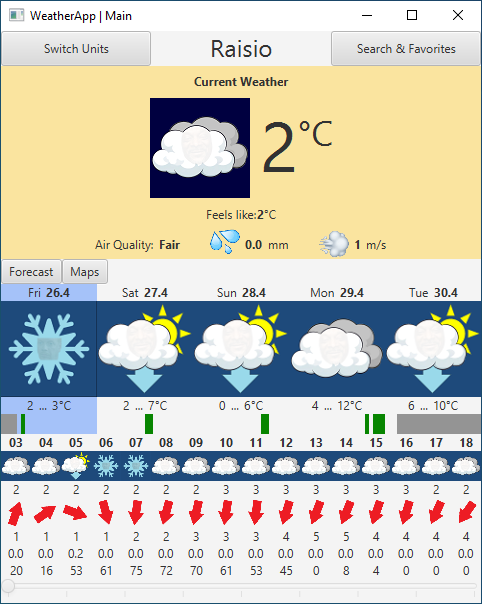 WeatherApp | Main
Switch Units
Raisio
Search & Favorites
Current Weather
2°C
Feels like:2°C
Air Quality: Fair 0.0 mm 1 m/s
Forecast Maps
Fri 26.4 Sat 27.4 Sun 28.4 Mon 29.4 Tue 30.4
2 ... 3°C 2 ... 7°C 0 ... 6°C 4 ... 12°C 6 ... 10°C
03 04 05 06 07 08 09 10 11 12 13 14 15 16 17 18
2 2 2 2 2 2 2 3 3 3 3 3 3 3 2 2
1 1 1 1 2 2 3 3 3 4 5 5 4 4 4 4
0.0 0.0 0.2 0.0 0.0 0.0 0.0 0.0 0.0 0.0 0.0 0.0 0.0 0.0 0.0 0.0
20 16 53 61 75 72 70 61 53 45 0 8 4 0 0 0